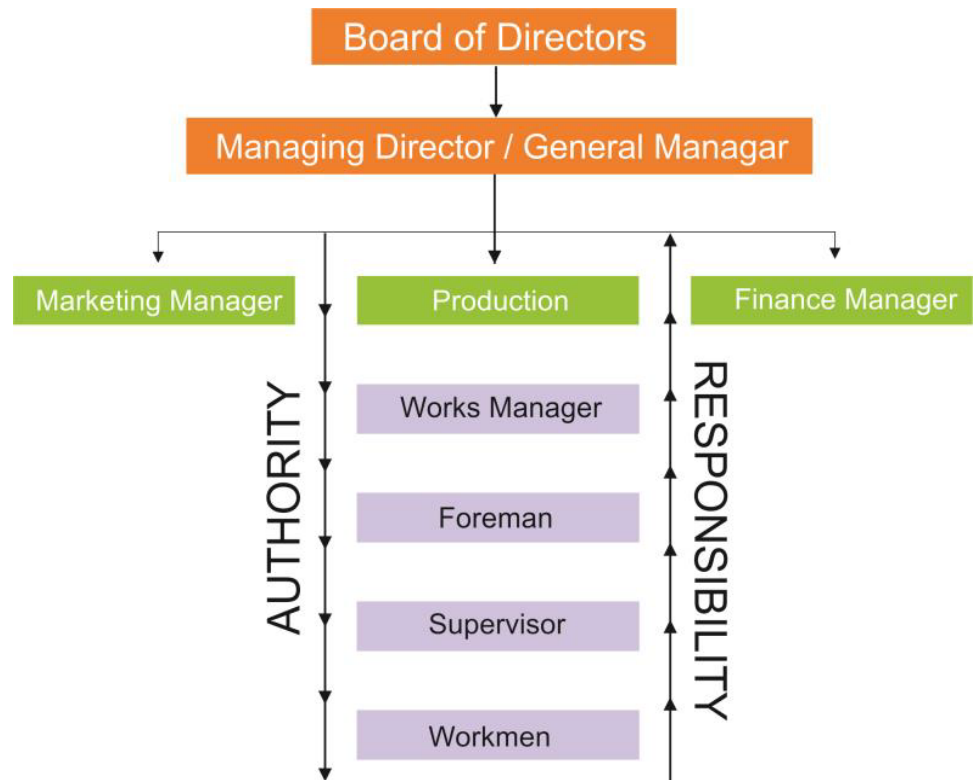 Board of Directors
Managing Director / General Managar
Marketing Manager
Production
Finance Manager
AUTHORITY
RESPONSIBILITY
Works Manager
Foreman
Supervisor
Workmen